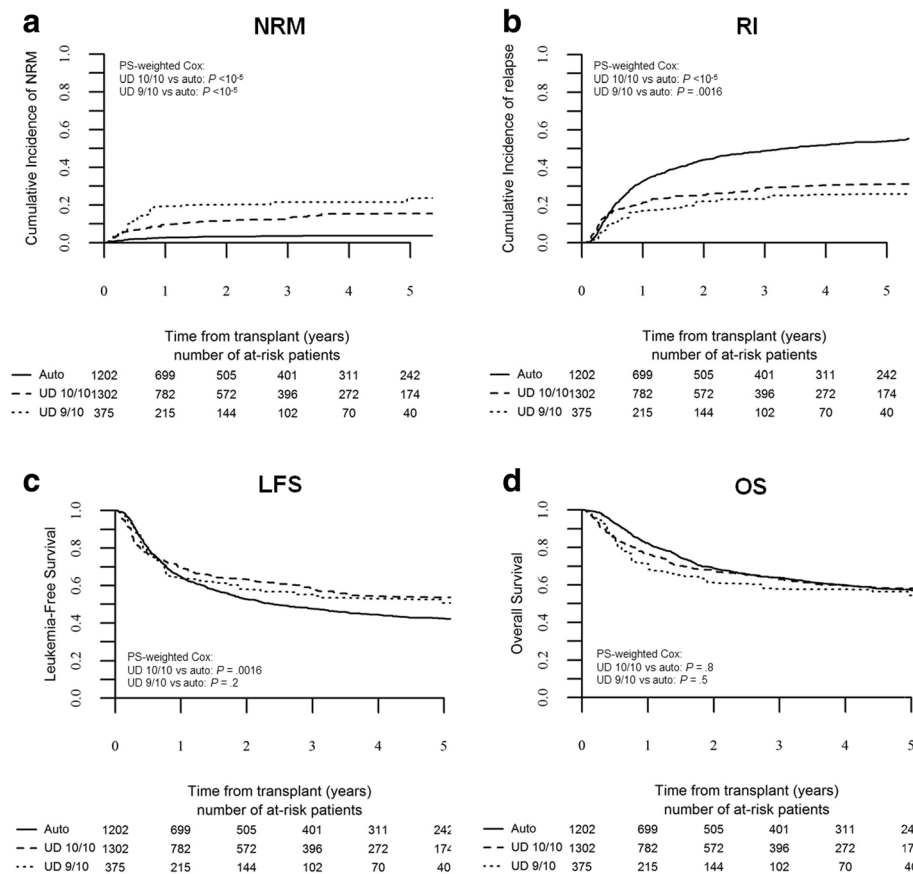 a
NRM
Cumulative Incidence of NRM
1.0
0.8
0.6
0.4
0.2
0.0
PS-weighted Cox:
UD 10/10 vs auto: P <10⁻⁵
UD 9/10 vs auto: P <10⁻⁵
0 1 2 3 4 5
Time from transplant (years)
number of at-risk patients
Auto 1202 699 505 401 311 242
UD 10/10 1302 782 572 396 272 174
UD 9/10 375 215 144 102 70 40
b
RI
Cumulative Incidence of relapse
1.0
0.8
0.6
0.4
0.2
0.0
PS-weighted Cox:
UD 10/10 vs auto: P <10⁻⁵
UD 9/10 vs auto: P = .0016
0 1 2 3 4 5
Time from transplant (years)
number of at-risk patients
Auto 1202 699 505 401 311 242
UD 10/10 1302 782 572 396 272 174
UD 9/10 375 215 144 102 70 40
c
LFS
Leukemia-Free Survival
1.0
0.8
0.6
0.4
0.2
0.0
PS-weighted Cox:
UD 10/10 vs auto: P = .0016
UD 9/10 vs auto: P = .2
0 1 2 3 4 5
Time from transplant (years)
number of at-risk patients
Auto 1202 699 505 401 311 242
UD 10/10 1302 782 572 396 272 174
UD 9/10 375 215 144 102 70 40
d
OS
Overall Survival
1.0
0.8
0.6
0.4
0.2
0.0
PS-weighted Cox:
UD 10/10 vs auto: P = .8
UD 9/10 vs auto: P = .5
0 1 2 3 4 5
Time from transplant (years)
number of at-risk patients
Auto 1202 699 505 401 311 242
UD 10/10 1302 782 572 396 272 17
UD 9/10 375 215 144 102 70 40